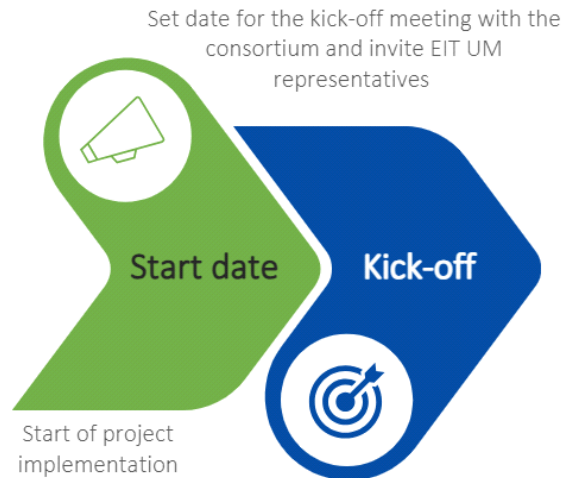 Set date for the kick-off meeting with the
consortium and invite EIT UM
representatives
Start date
Kick-off
Start of project
implementation